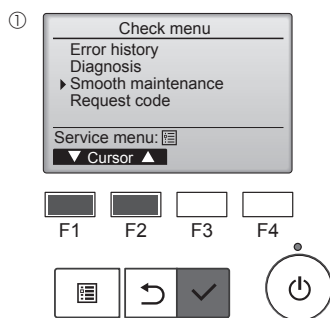 ①
Check menu
Error history
Diagnosis
Smooth maintenance
Request code
Service menu:
▼ Cursor ▲
F1 F2 F3 F4